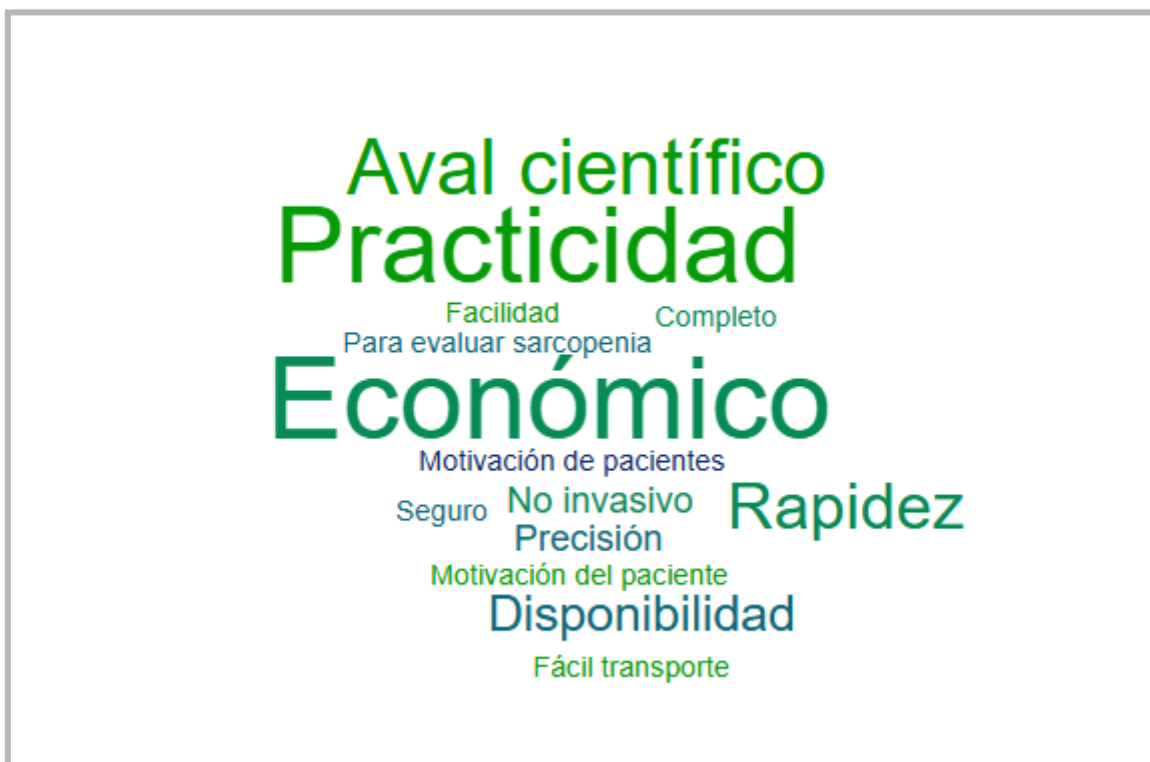 Aval científico
Practicidad
Facilidad
Completo
Para evaluar sarcopenia
Económico
Motivación de pacientes
Seguro
No invasivo
Rapidez
Precisión
Motivación del paciente
Disponibilidad
Fácil transporte